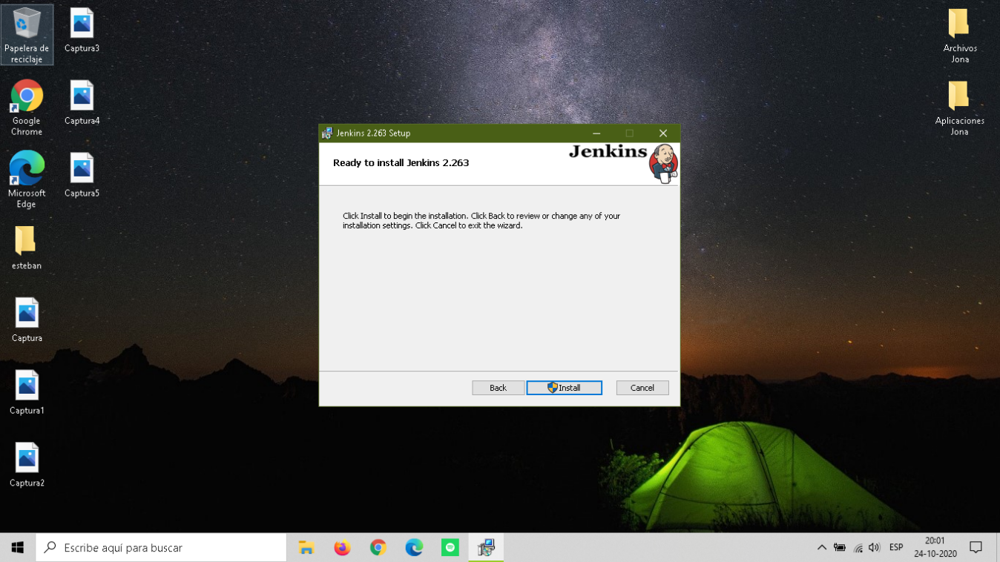 Papelera de
reciclaje
Captura3
Google
Chrome
Captura4
Microsoft
Edge
Captura5
esteban
Captura
Captura1
Captura2
Archivos
Jona
Aplicaciones
Jona
Jenkins 2.263 Setup
Ready to install Jenkins 2.263
Jenkins
Click Install to begin the installation. Click Back to review or change any of your
installation settings. Click Cancel to exit the wizard.
Back
Install
Cancel
Escribe aquí para buscar
ESP
20:01
24-10-2020